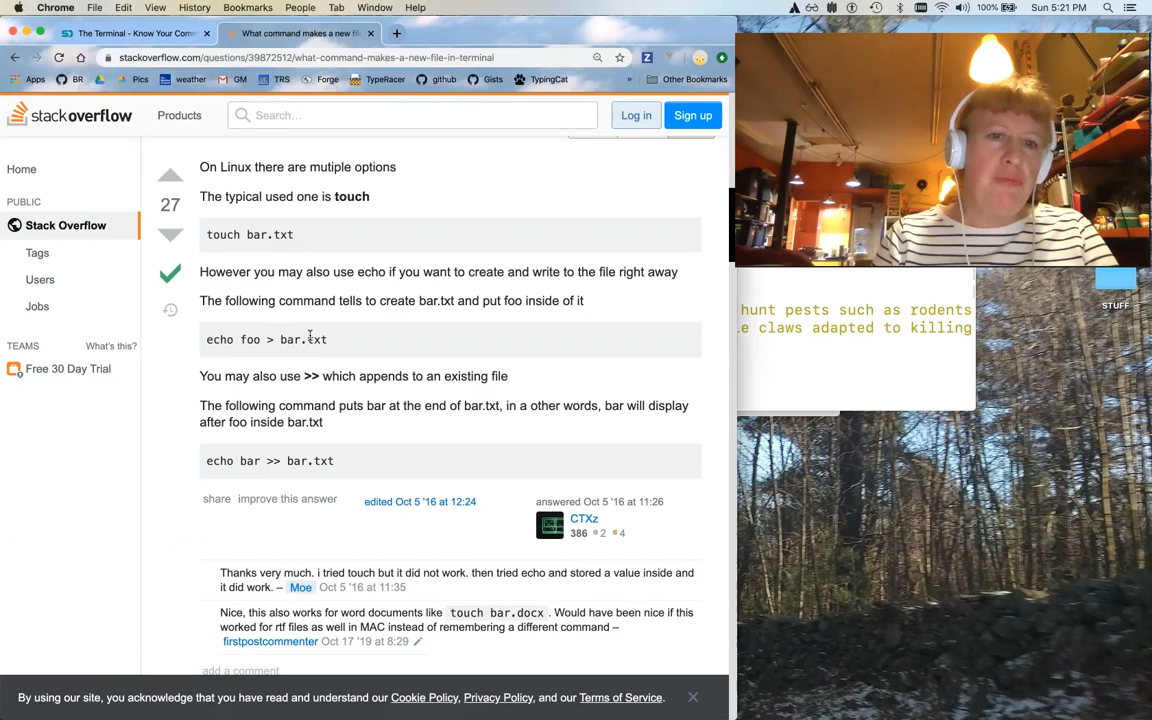 Chrome File Edit View History Bookmarks People Tab Window Help 100% Sun 5:21 PM
The Terminal - Know Your Com What command makes a new fil
stackoverflow.com/questions/39872512/what-command-makes-a-new-file-in-terminal
Apps BR Pics weather GM TRS Forge TypeRacer github Gists TypingCat » Other Bookmarks
stackoverflow Products Search... Log in Sign up
Home
PUBLIC
Stack Overflow
Tags
Users
Jobs
TEAMS What's this?
Free 30 Day Trial
On Linux there are mutiple options
27
The typical used one is touch
touch bar.txt
However you may also use echo if you want to create and write to the file right away
The following command tells to create bar.txt and put foo inside of it
echo foo > bar.txt
You may also use >> which appends to an existing file
The following command puts bar at the end of bar.txt, in a other words, bar will display
after foo inside bar.txt
echo bar >> bar.txt
share improve this answer edited Oct 5 '16 at 12:24 answered Oct 5 '16 at 11:26
CTXz
386 2 4
Thanks very much. i tried touch but it did not work. then tried echo and stored a value inside and
it did work. – Moe Oct 5 '16 at 11:35
Nice, this also works for word documents like touch bar.docx . Would have been nice if this
worked for rtf files as well in MAC instead of remembering a different command –
firstpostcommenter Oct 17 '19 at 8:29
add a comment
By using our site, you acknowledge that you have read and understand our Cookie Policy, Privacy Policy, and our Terms of Service.
hunt pests such as rodents
le claws adapted to killing
STUFF